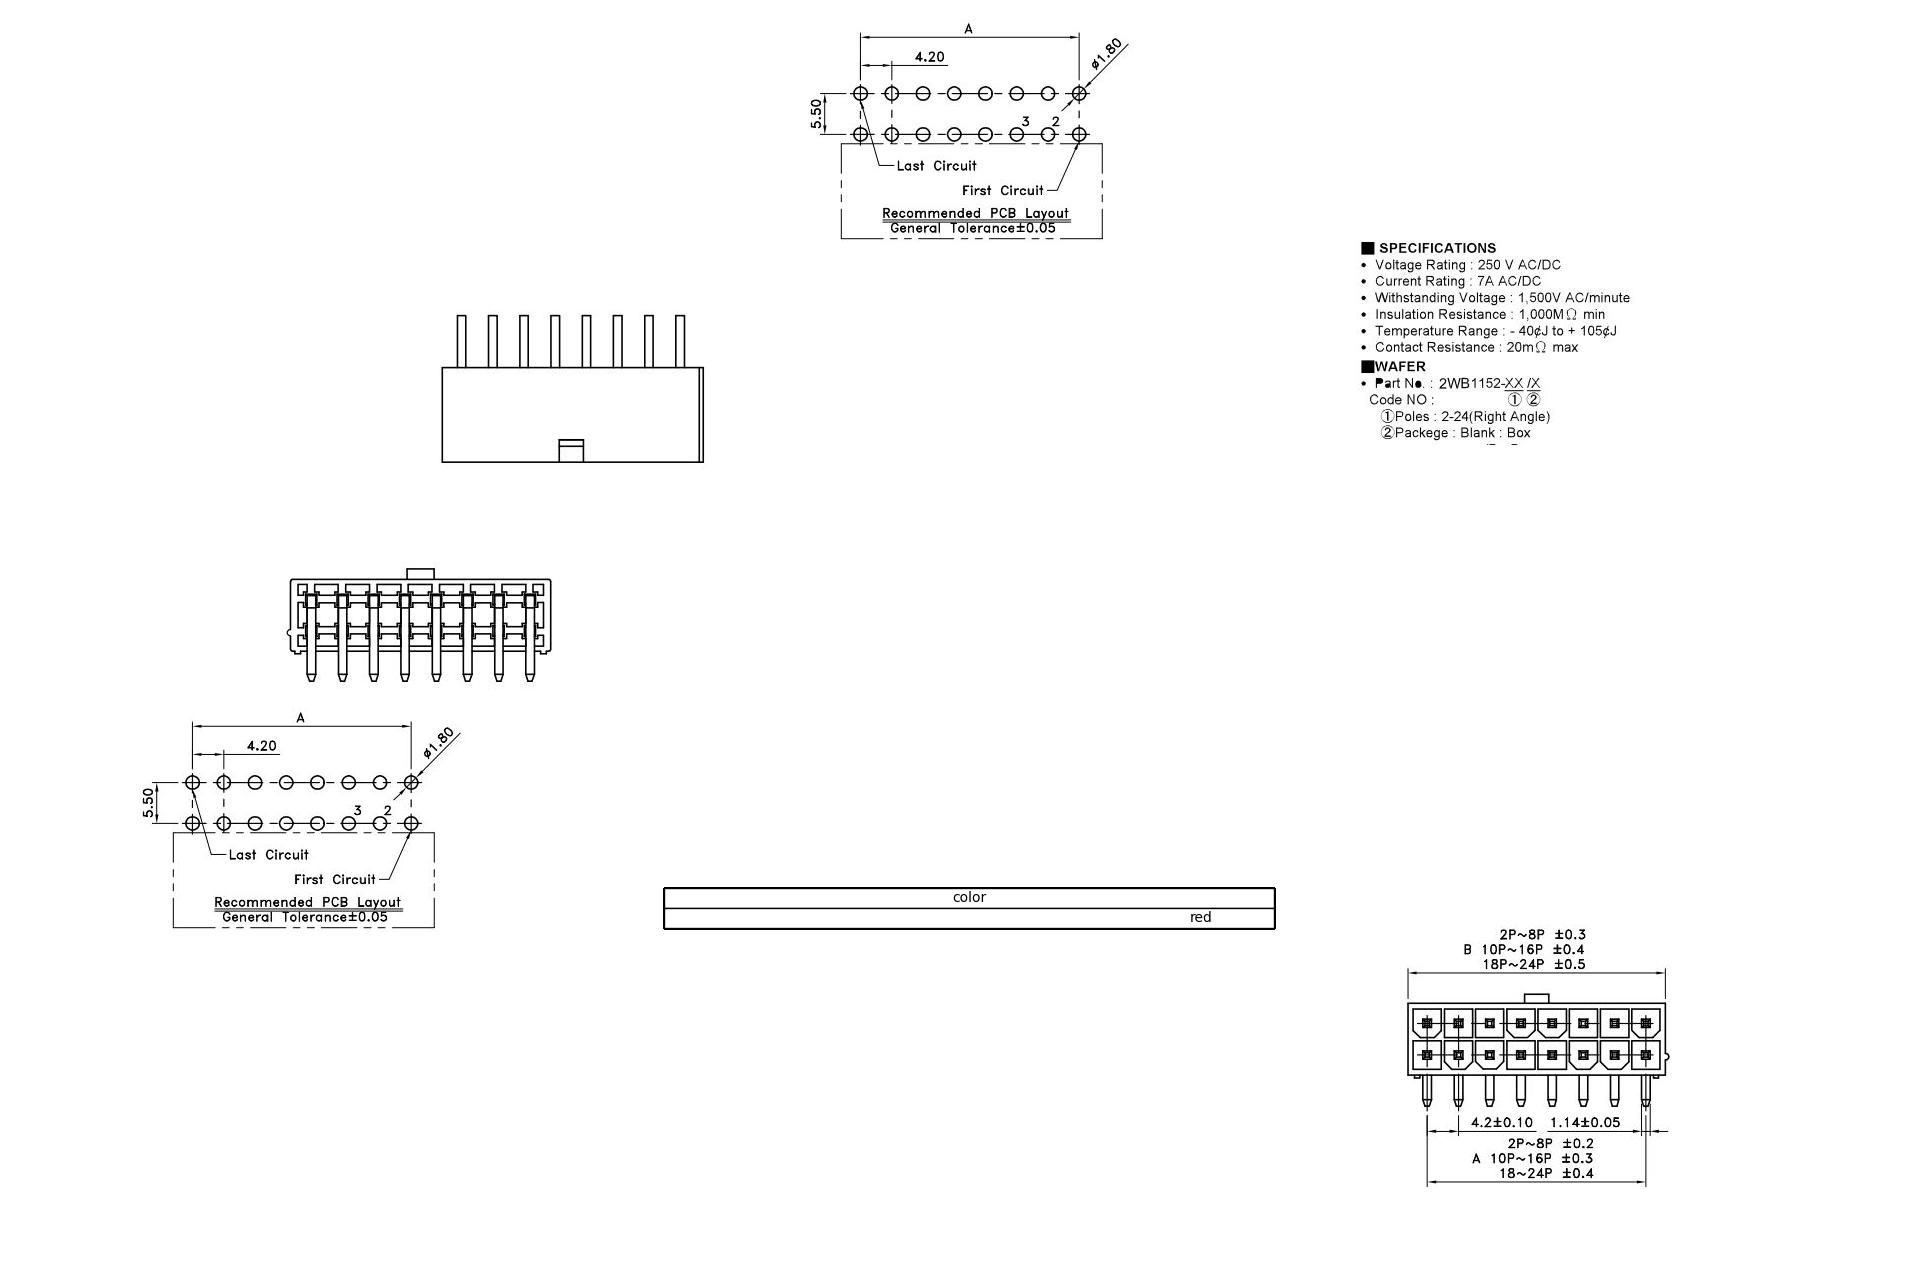 A
4.20
ø1.80
5.50
3 2
Last Circuit
First Circuit
Recommended PCB Layout
General Tolerance±0.05
■ SPECIFICATIONS
• Voltage Rating : 250 V AC/DC
• Current Rating : 7A AC/DC
• Withstanding Voltage : 1,500V AC/minute
• Insulation Resistance : 1,000MΩ min
• Temperature Range : - 40¢J to + 105¢J
• Contact Resistance : 20mΩ max
■WAFER
• Part No. : 2WB1152-XX /X
Code NO : ① ②
①Poles : 2-24(Right Angle)
②Packege : Blank : Box
A
4.20
ø1.80
5.50
3 2
Last Circuit
First Circuit
Recommended PCB Layout
General Tolerance±0.05
color
red
2P~8P ±0.3
B 10P~16P ±0.4
18P~24P ±0.5
4.2±0.10 1.14±0.05
2P~8P ±0.2
A 10P~16P ±0.3
18~24P ±0.4